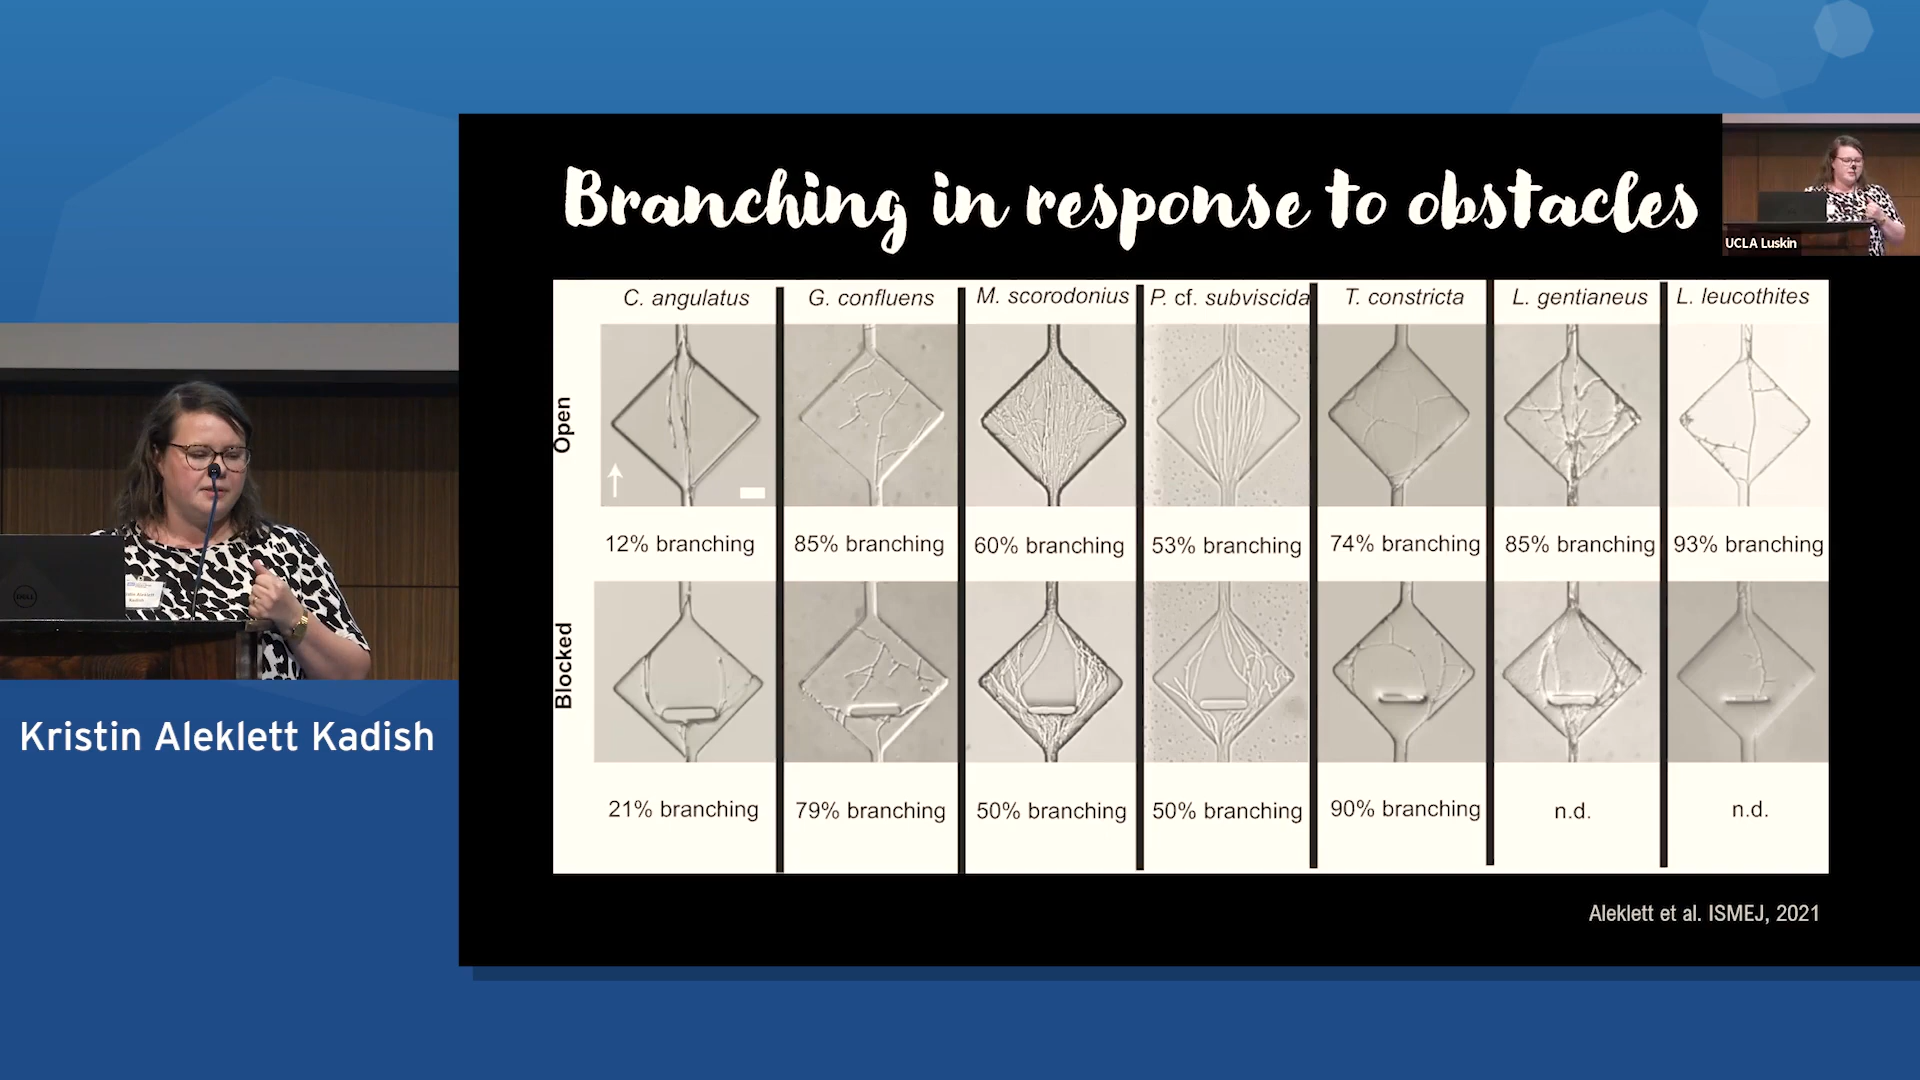 Branching in response to obstacles
UCLA Luskin
C. angulatus G. confluens M. scorodonius P. cf. subviscida T. constricta L. gentianeus L. leucothites
Open
12% branching 85% branching 60% branching 53% branching 74% branching 85% branching 93% branching
Blocked
21% branching 79% branching 50% branching 50% branching 90% branching n.d. n.d.
Aleklett et al. ISMEJ, 2021
DELL
Kristin Aleklett Kadish